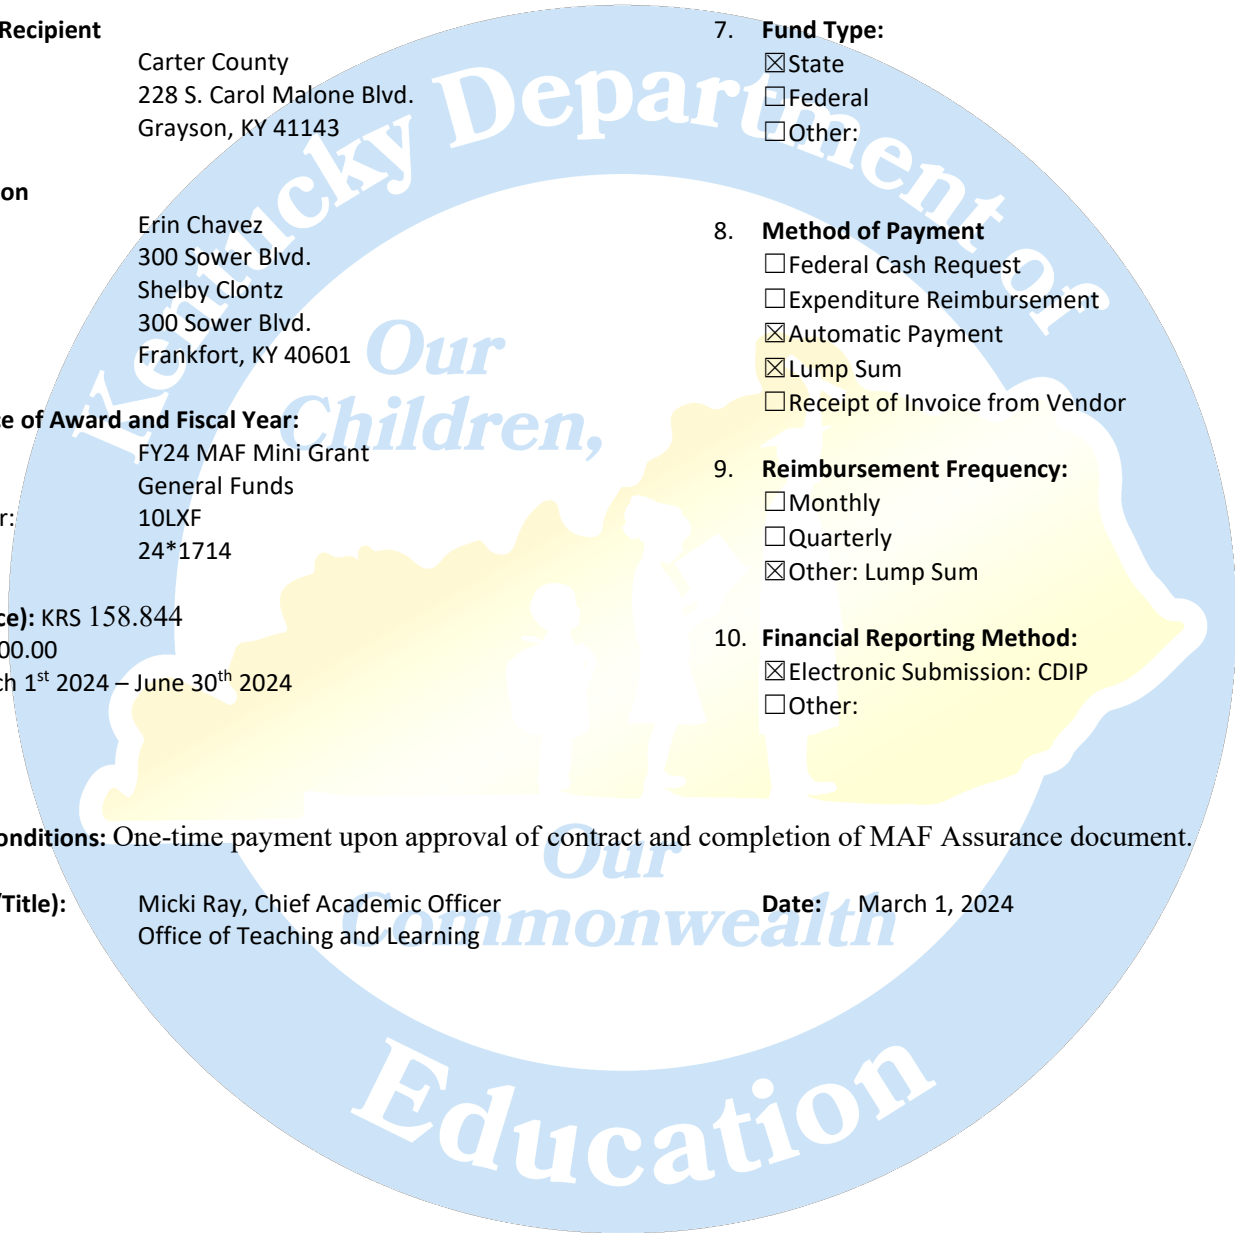 Recipient
Carter County
228 S. Carol Malone Blvd.
Grayson, KY 41143
on
Erin Chavez
300 Sower Blvd.
Shelby Clontz
300 Sower Blvd.
Frankfort, KY 40601
ce of Award and Fiscal Year:
FY24 MAF Mini Grant
General Funds
r: 10LXF
24*1714
ce): KRS 158.844
00.00
ch 1st 2024 – June 30th 2024
7. Fund Type:
☒State
☐Federal
☐Other:
8. Method of Payment
☐Federal Cash Request
☐Expenditure Reimbursement
☒Automatic Payment
☒Lump Sum
☐Receipt of Invoice from Vendor
9. Reimbursement Frequency:
☐Monthly
☐Quarterly
☒Other: Lump Sum
10. Financial Reporting Method:
☒Electronic Submission: CDIP
☐Other:
onditions: One-time payment upon approval of contract and completion of MAF Assurance document.
/Title): Micki Ray, Chief Academic Officer Date: March 1, 2024
Office of Teaching and Learning
Kentucky Department of
Education
Our
Children,
Our
Commonwealth